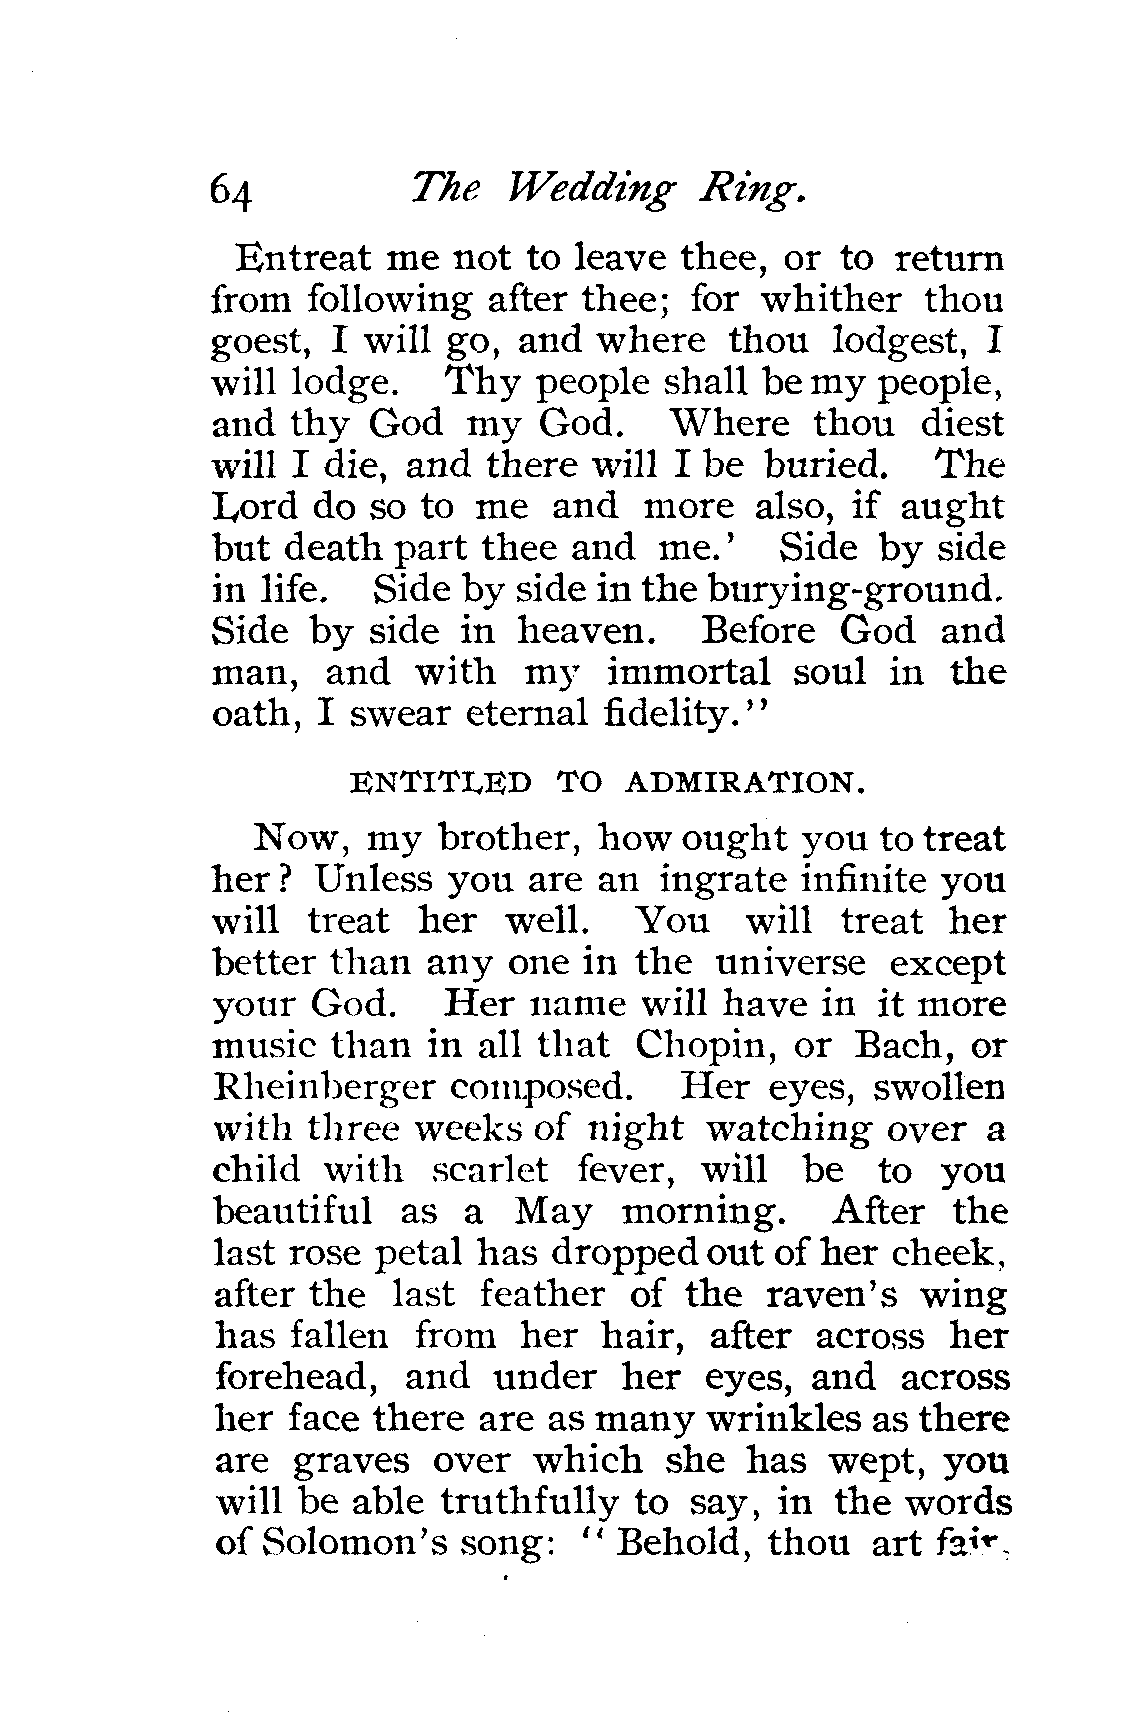 64 The Wedding Ring.
Entreat me not to leave thee, or to return
from following after thee; for whither thou
goest, I will go, and where thou lodgest, I
will lodge. Thy people shall be my people,
and thy God my God. Where thou diest
will I die, and there will I be buried. The
Lord do so to me and more also, if aught
but death part thee and me.' Side by side
in life. Side by side in the burying-ground.
Side by side in heaven. Before God and
man, and with my immortal soul in the
oath, I swear eternal fidelity."
ENTITLED TO ADMIRATION.
Now, my brother, how ought you to treat
her? Unless you are an ingrate infinite you
will treat her well. You will treat her
better than any one in the universe except
your God. Her name will have in it more
music than in all that Chopin, or Bach, or
Rheinberger composed. Her eyes, swollen
with three weeks of night watching over a
child with scarlet fever, will be to you
beautiful as a May morning. After the
last rose petal has dropped out of her cheek,
after the last feather of the raven's wing
has fallen from her hair, after across her
forehead, and under her eyes, and across
her face there are as many wrinkles as there
are graves over which she has wept, you
will be able truthfully to say, in the words
of Solomon's song: "Behold, thou art fair,